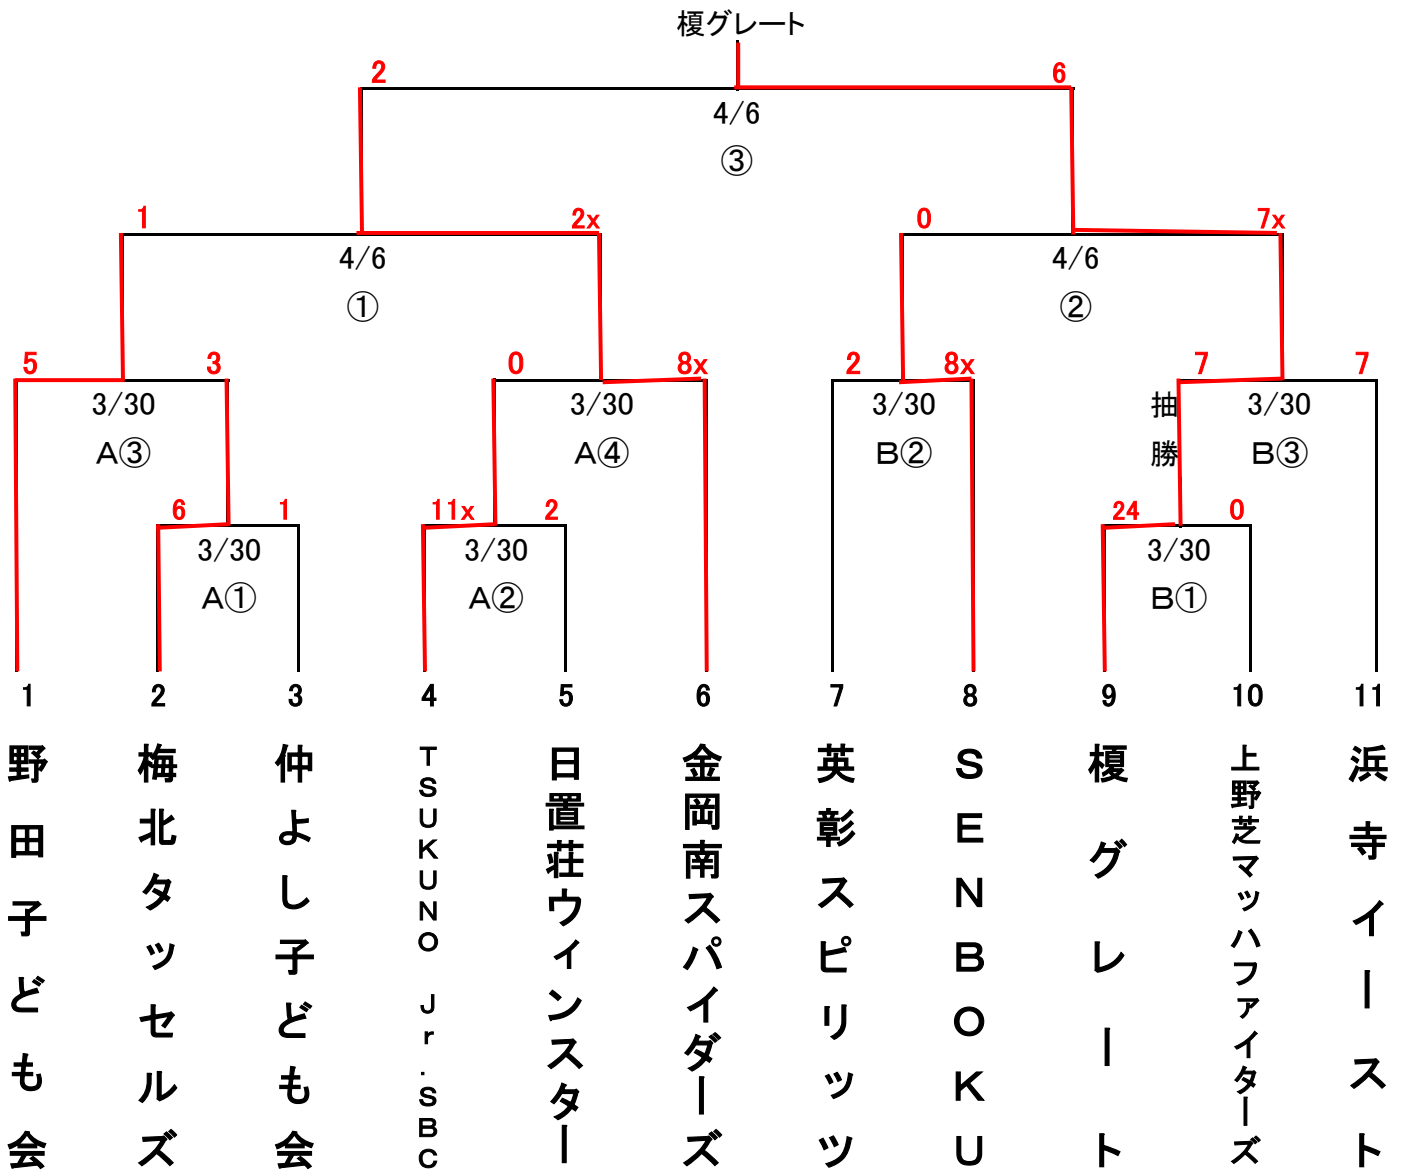 榎グレート
2 6
4/6
③
1 2x 0 7x
4/6 4/6
① ②
5 3 0 8x 2 8x 7 7
3/30 3/30 3/30 抽 3/30
A③ A④ B② 勝 B③
6 1 11x 2 24 0
3/30 3/30 3/30
A① A② B①
1 2 3 4 5 6 7 8 9 10 11
野田子ども会
梅北タッセルズ
仲よし子ども会
TSUKUNO Jr.SBC
日置荘ウィンスター
金岡南スパイダーズ
英彰スピリッツ
SENBOKU
榎グレート
上野芝マッハファイターズ
浜寺イースト